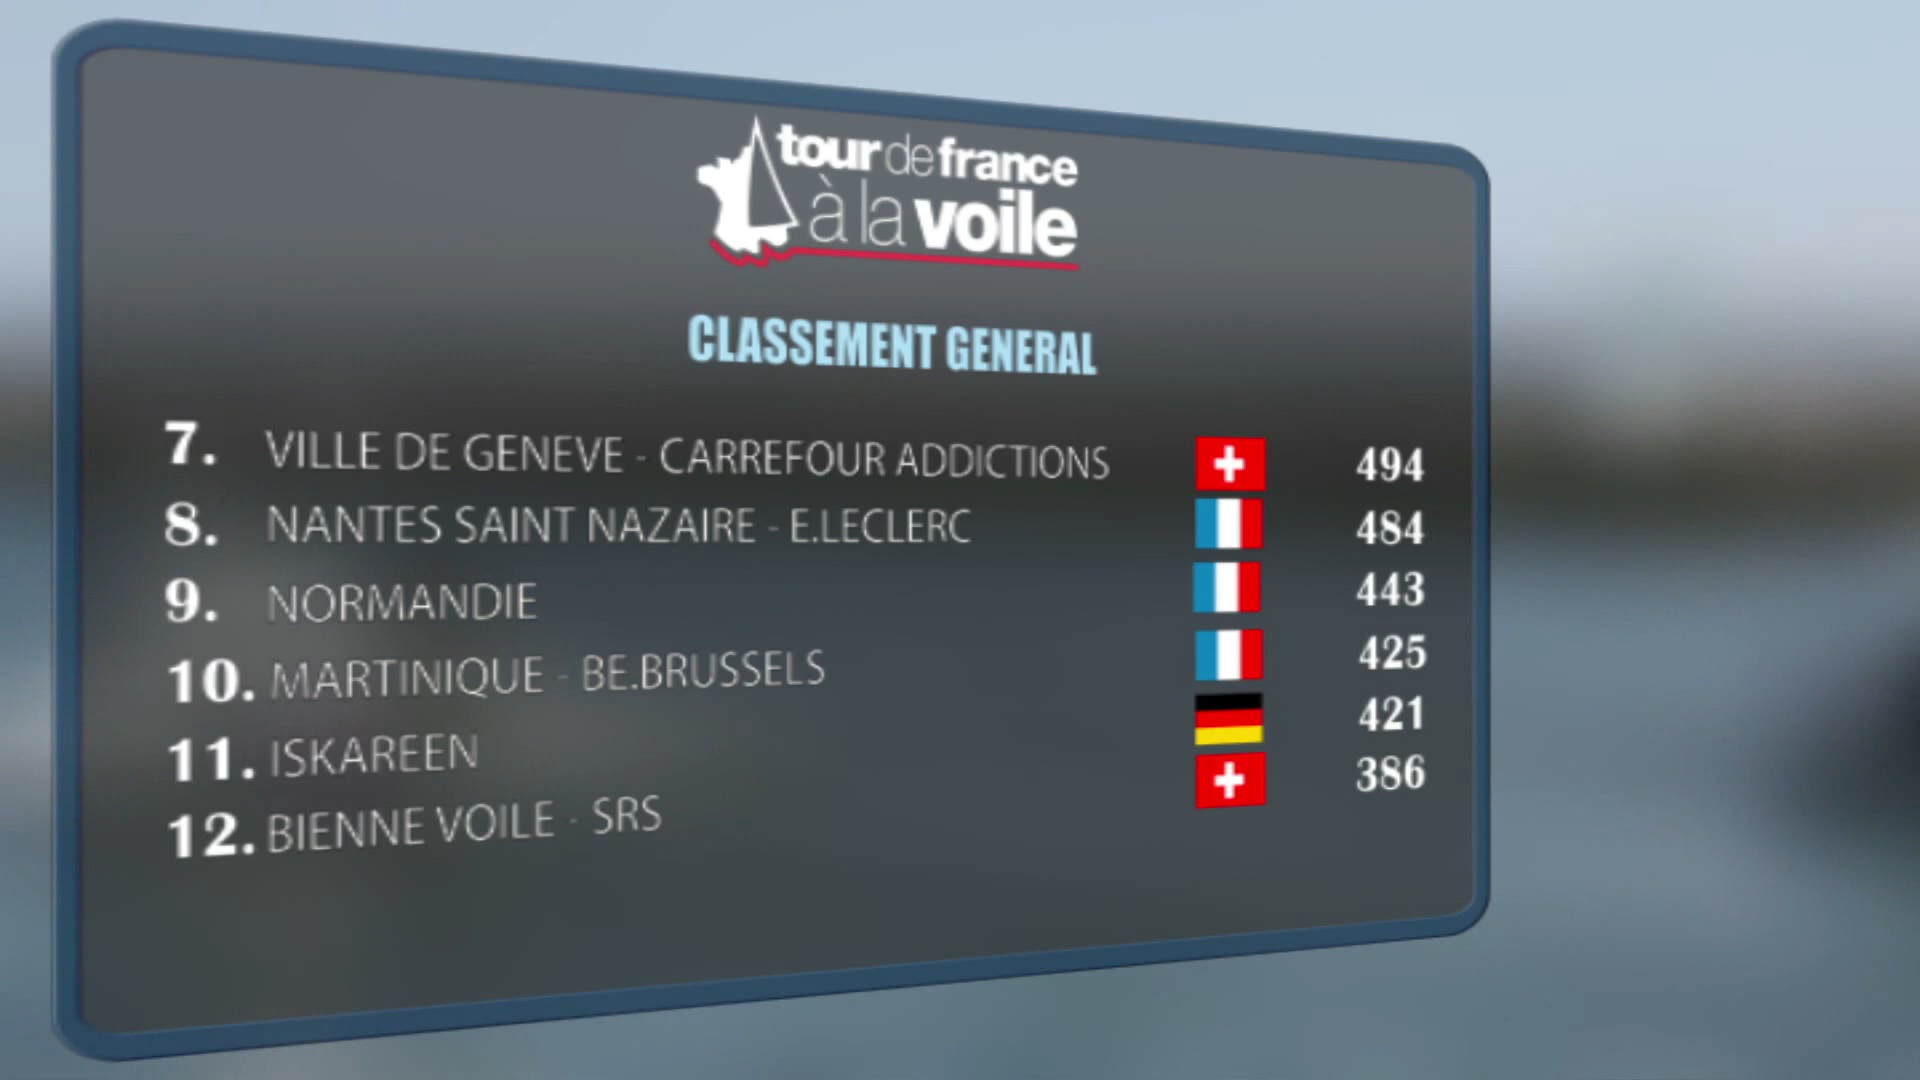 tour de france
à la voile
CLASSEMENT GENERAL
7. VILLE DE GENEVE - CARREFOUR ADDICTIONS 494
8. NANTES SAINT NAZAIRE - E.LECLERC 484
9. NORMANDIE 443
10. MARTINIQUE - BE.BRUSSELS 425
11. ISKAREEN 421
12. BIENNE VOILE - SRS 386